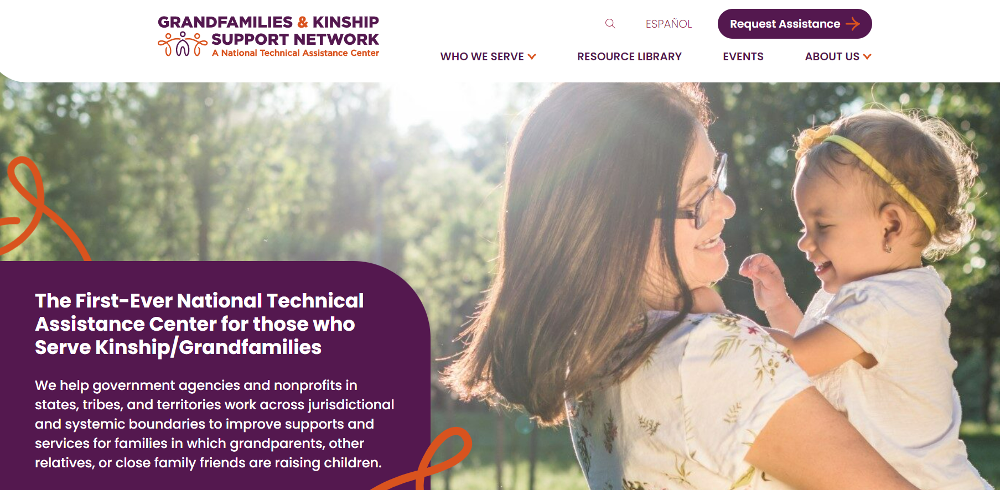 GRANDFAMILIES & KINSHIP
SUPPORT NETWORK
A National Technical Assistance Center
ESPAÑOL
Request Assistance
WHO WE SERVE
RESOURCE LIBRARY
EVENTS
ABOUT US
The First-Ever National Technical
Assistance Center for those who
Serve Kinship/Grandfamilies
We help government agencies and nonprofits in
states, tribes, and territories work across jurisdictional
and systemic boundaries to improve supports and
services for families in which grandparents, other
relatives, or close family friends are raising children.